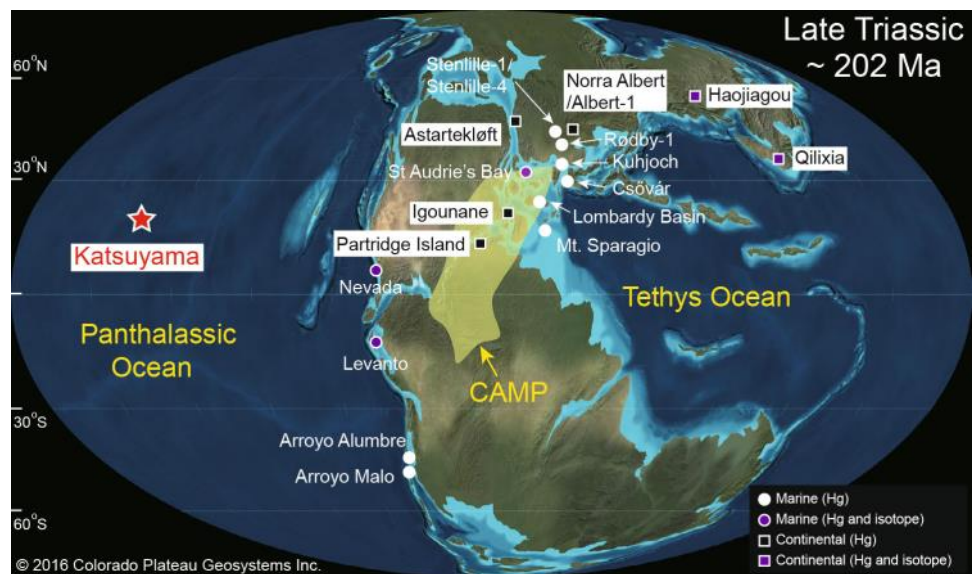 Late Triassic
~ 202 Ma
60°N
Stenlille-1/
Stenlille-4
Norra Albert
/Albert-1
Haojiagou
Astartekløft
Rødby-1
Kuhjoch
Qilixia
30°N
St Audrie's Bay
Csővár
Igounane
Lombardy Basin
Katsuyama
Partridge Island
Mt. Sparagio
Nevada
Tethys Ocean
Panthalassic
Ocean
Levanto
CAMP
30°S
Arroyo Alumbre
Arroyo Malo
60°S
Marine (Hg)
Marine (Hg and isotope)
Continental (Hg)
Continental (Hg and isotope)
© 2016 Colorado Plateau Geosystems Inc.